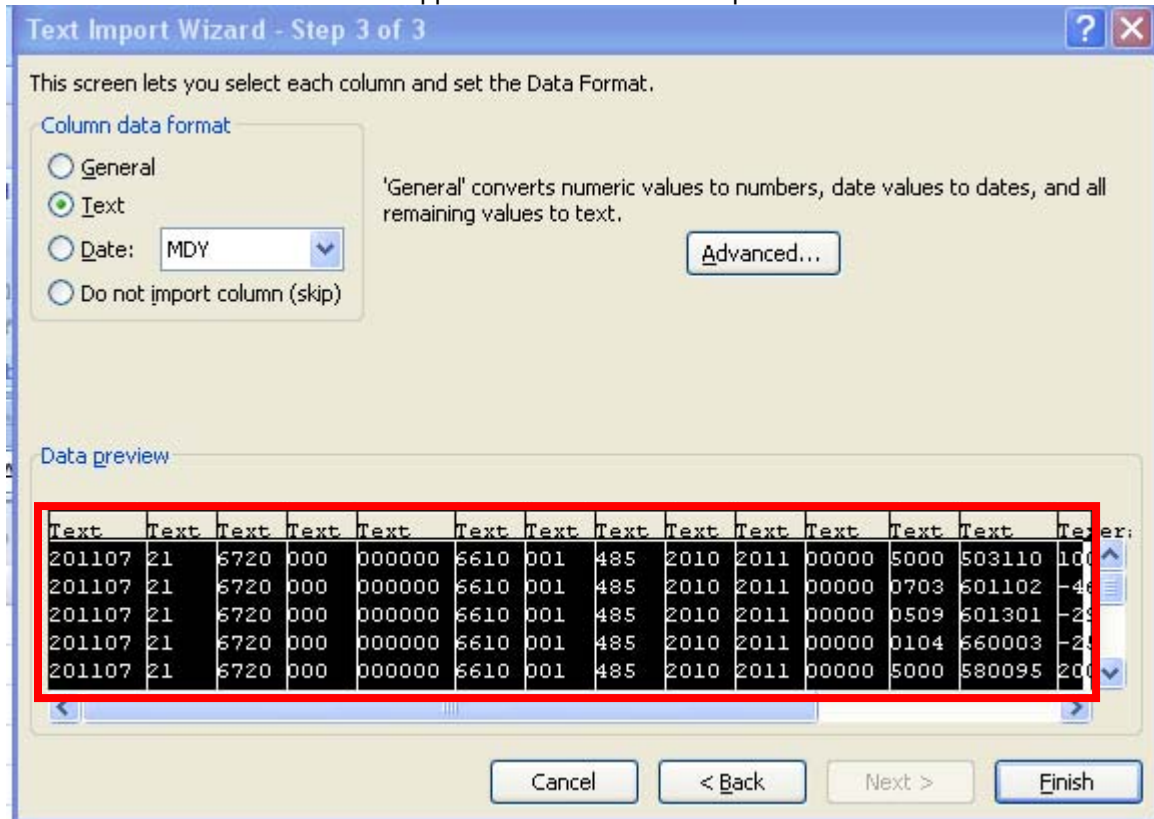 Text Import Wizard - Step 3 of 3
This screen lets you select each column and set the Data Format.
Column data format
General
Text
Date: MDY
Do not import column (skip)
'General' converts numeric values to numbers, date values to dates, and all
remaining values to text.
Advanced...
Data preview
Text Text Text Text Text Text Text Text Text Text Text Text Text
201107 21 6720 000 000000 6610 001 485 2010 2011 00000 5000 503110
201107 21 6720 000 000000 6610 001 485 2010 2011 00000 0703 601102
201107 21 6720 000 000000 6610 001 485 2010 2011 00000 0509 601301
201107 21 6720 000 000000 6610 001 485 2010 2011 00000 0104 660003
201107 21 6720 000 000000 6610 001 485 2010 2011 00000 5000 580095
Cancel < Back Next > Finish